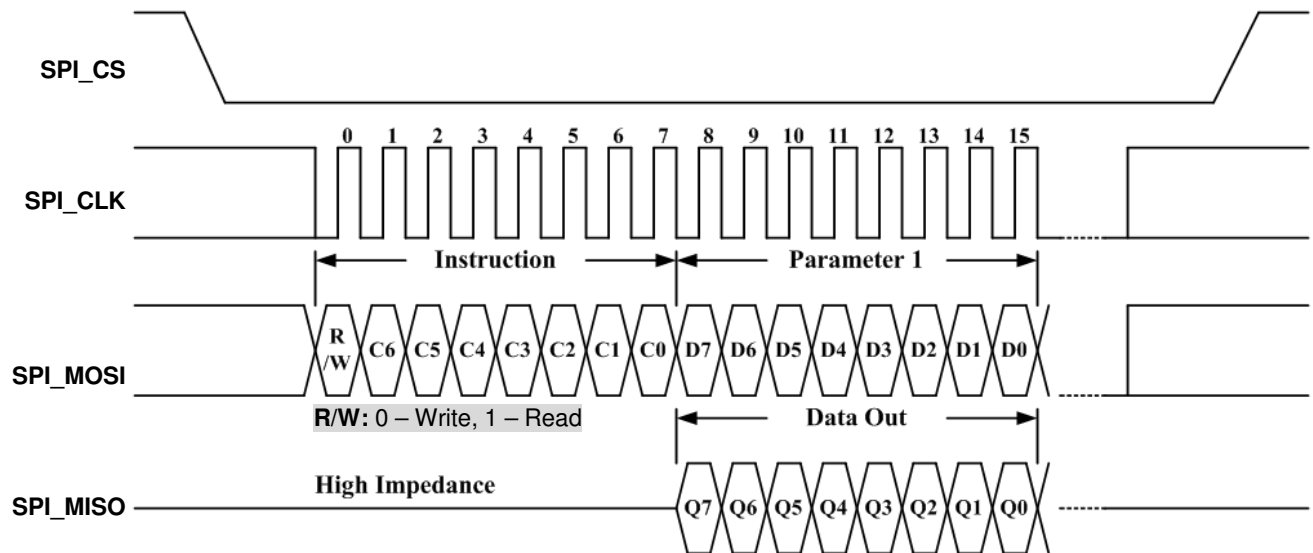 SPI_CS
0 1 2 3 4 5 6 7 8 9 10 11 12 13 14 15
SPI_CLK
Instruction Parameter 1
R
/W C6 C5 C4 C3 C2 C1 C0 D7 D6 D5 D4 D3 D2 D1 D0
SPI_MOSI
R/W: 0 – Write, 1 – Read
Data Out
High Impedance
SPI_MISO
Q7 Q6 Q5 Q4 Q3 Q2 Q1 Q0